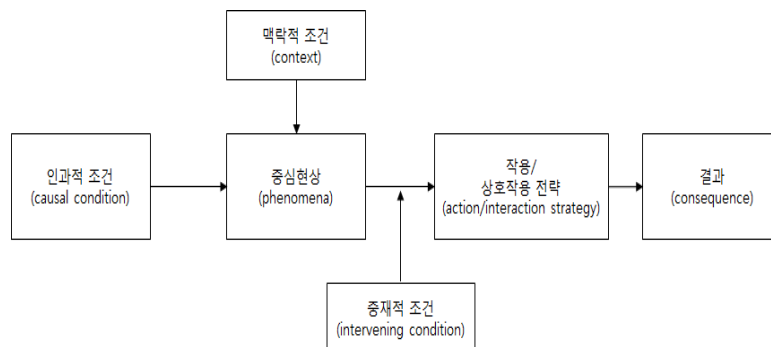 맥락적 조건
(context)
인과적 조건
(causal condition)
중심현상
(phenomena)
작용/
상호작용 전략
(action/interaction strategy)
결과
(consequence)
중재적 조건
(intervening condition)